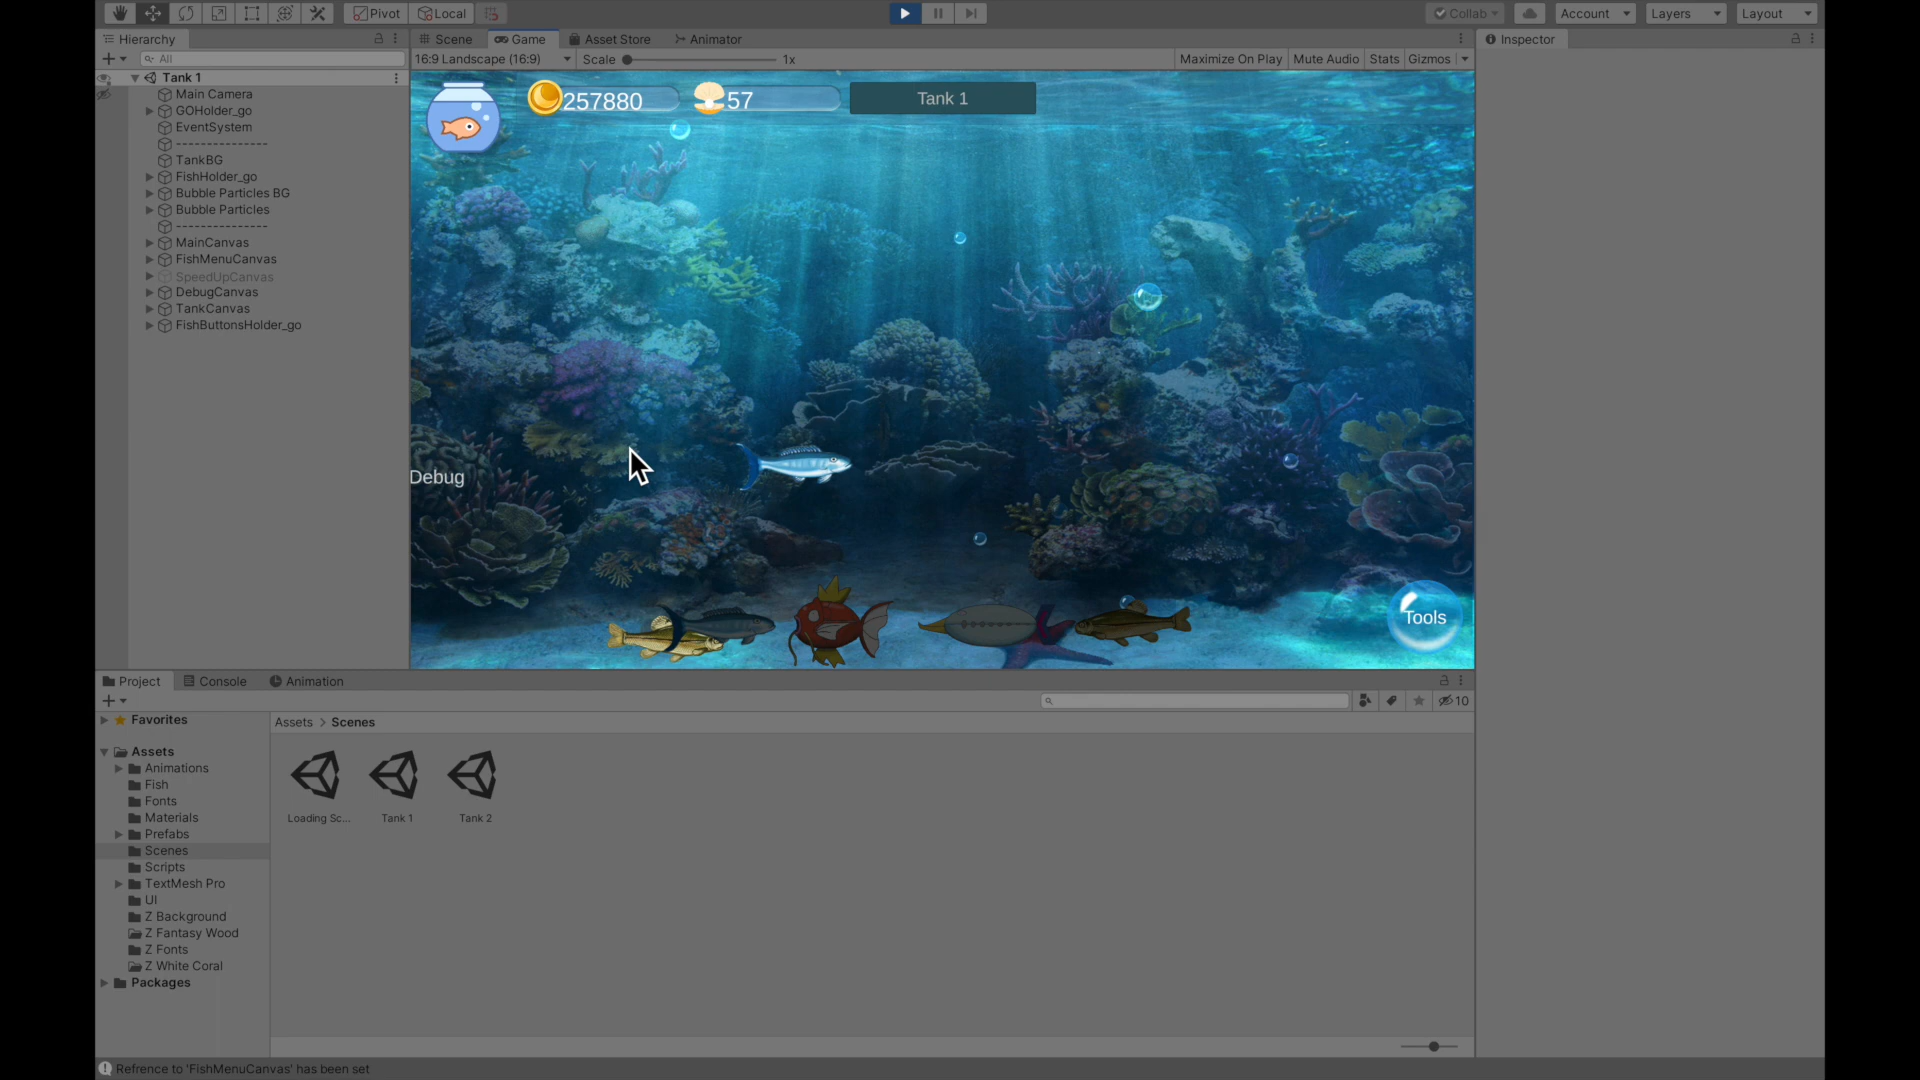 Pivot
Local
Collab
Account
Layers
Layout
Hierarchy
Scene
Game
Asset Store
Animator
Inspector
All
16:9 Landscape (16:9)
Scale
1x
Maximize On Play
Mute Audio
Stats
Gizmos
Tank 1
Main Camera
GOHolder_go
EventSystem
---------------
TankBG
FishHolder_go
Bubble Particles BG
Bubble Particles
---------------
MainCanvas
FishMenuCanvas
SpeedUpCanvas
DebugCanvas
TankCanvas
FishButtonsHolder_go
257880
57
Tank 1
Debug
Tools
Project
Console
Animation
10
Favorites
Assets
Animations
Fish
Fonts
Materials
Prefabs
Scenes
Scripts
TextMesh Pro
UI
Z Background
Z Fantasy Wood
Z Fonts
Z White Coral
Packages
Assets > Scenes
Loading Sc...
Tank 1
Tank 2
Refrence to 'FishMenuCanvas' has been set